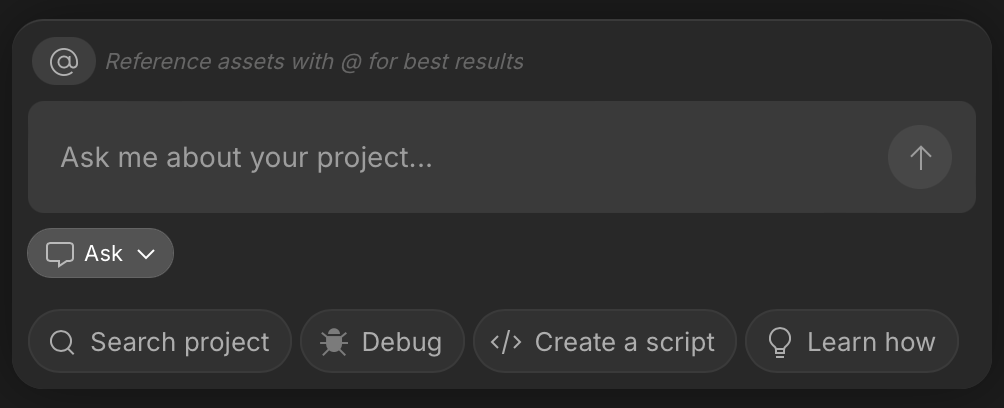 @ Reference assets with @ for best results
Ask me about your project...
Ask
Search project Debug Create a script Learn how